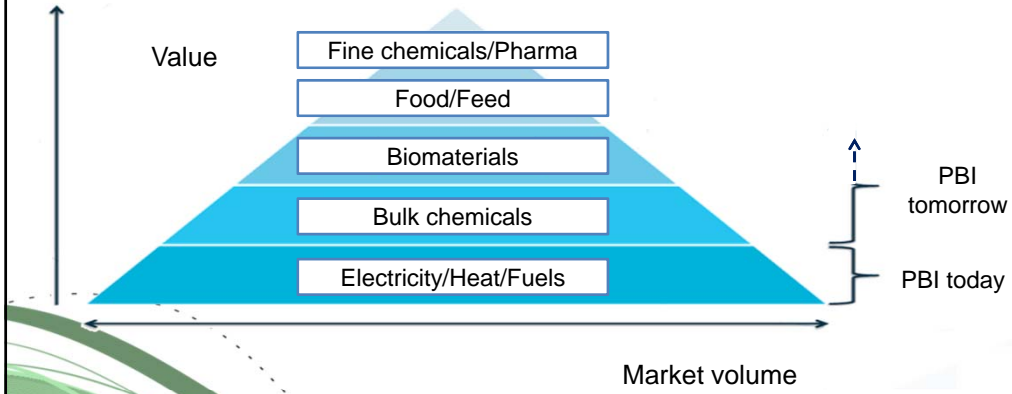 Value
Fine chemicals/Pharma
Food/Feed
Biomaterials
Bulk chemicals
Electricity/Heat/Fuels
PBI
tomorrow
PBI today
Market volume